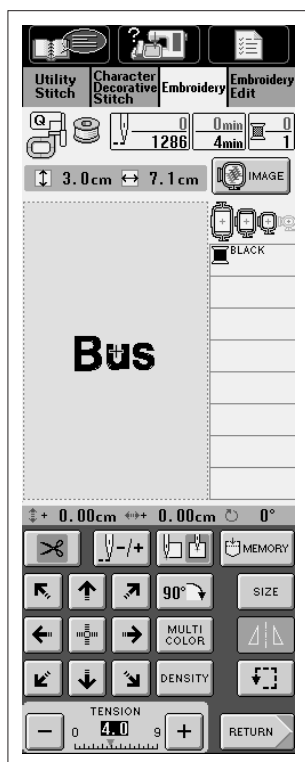 Utility Stitch
Character Decorative Stitch
Embroidery
Embroidery Edit
Q
0
1286
0min
4min
0
1
3.0cm 7.1cm
IMAGE
BLACK
Bus
+ 0.00cm + 0.00cm 0°
-/+
MEMORY
90°
SIZE
MULTI COLOR
DENSITY
TENSION
- 0 4.0 9 +
RETURN